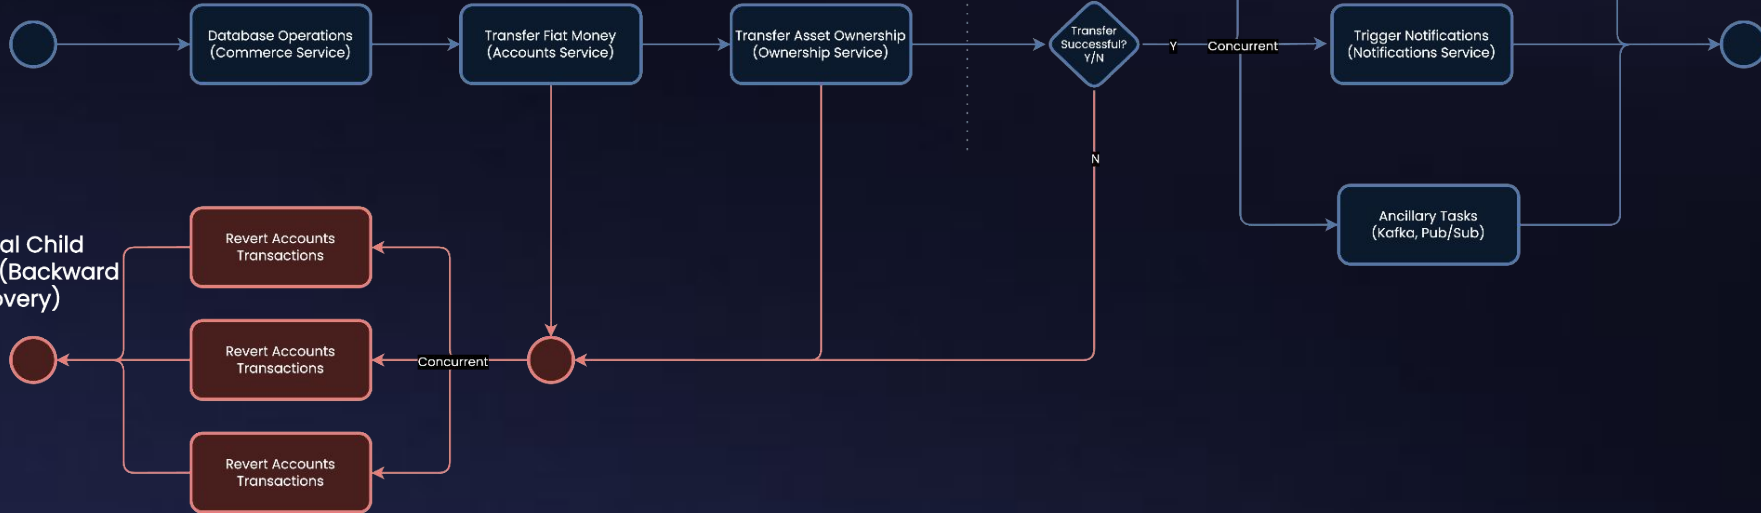 Database Operations
(Commerce Service)
Transfer Fiat Money
(Accounts Service)
Transfer Asset Ownership
(Ownership Service)
Transfer
Successful?
Y/N
Y
Concurrent
Trigger Notifications
(Notifications Service)
N
Ancillary Tasks
(Kafka, Pub/Sub)
al Child
(Backward
overy)
Revert Accounts
Transactions
Revert Accounts
Transactions
Concurrent
Revert Accounts
Transactions